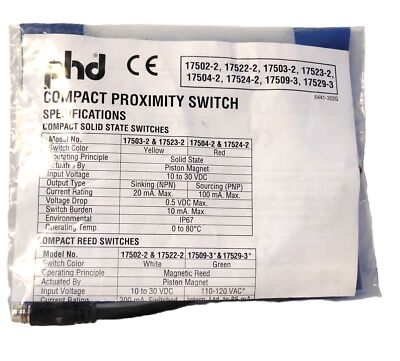 phd CE
17502-2, 17522-2, 17503-2, 17523-2,
17504-2, 17524-2, 17509-3, 17529-3
6441-302G
COMPACT PROXIMITY SWITCH
SPECIFICATIONS
COMPACT SOLID STATE SWITCHES
Model No. 17503-2 & 17523-2 17504-2 & 17524-2
Switch Color Yellow Red
Operating Principle Solid State
Actuated By Piston Magnet
Input Voltage 10 to 30 VDC
Output Type Sinking (NPN) Sourcing (PNP)
Current Rating 20 mA. Max. 100 mA. Max.
Voltage Drop 0.5 VDC Max.
Switch Burden 10 mA. Max.
Environmental IP67
Operating Temp. 0 to 80°C
COMPACT REED SWITCHES
Model No. 17502-2 & 17522-2 17509-3* & 17529-3*
Switch Color White Green
Operating Principle Magnetic Reed
Actuated By Piston Magnet
Input Voltage 10 to 30 VDC 110-120 VAC*
Current Rating 200 mA. Switched